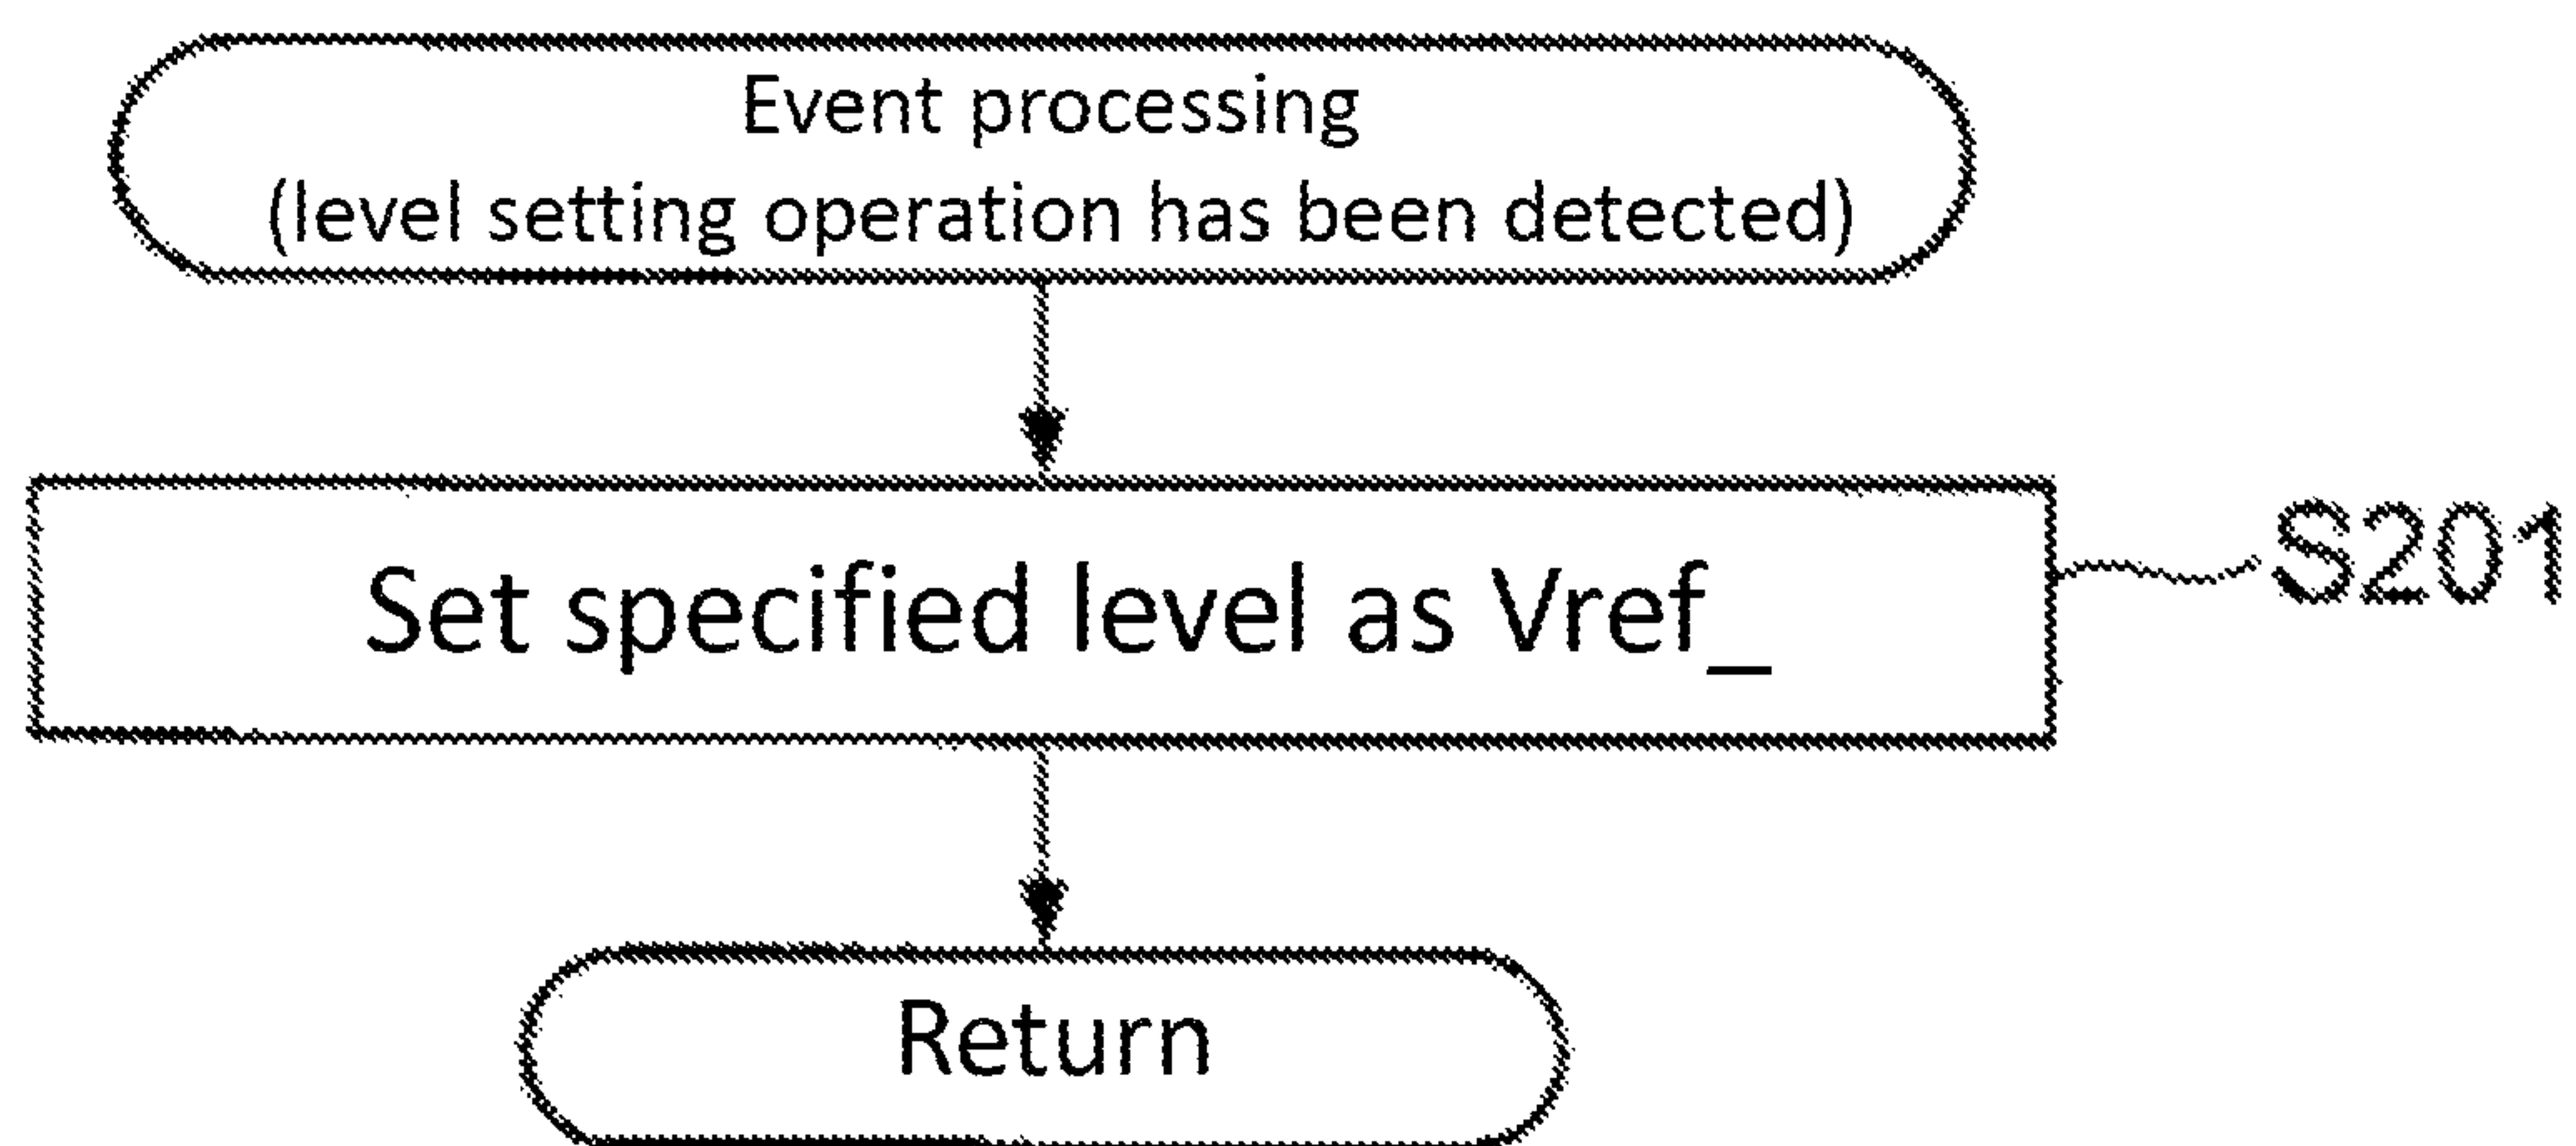 Event processing
(level setting operation has been detected)
Set specified level as Vref_
S201
Return